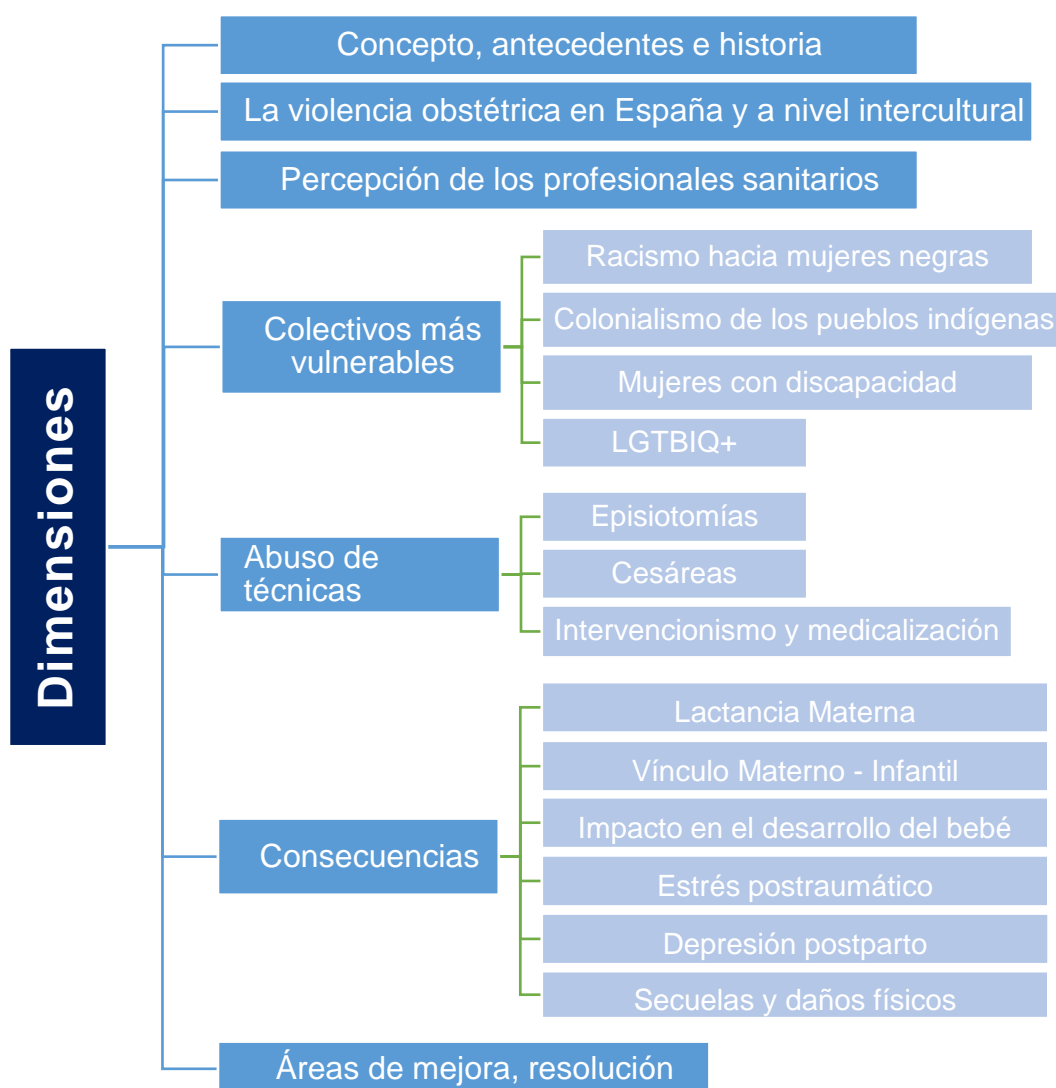 Dimensiones
Concepto, antecedentes e historia
La violencia obstétrica en España y a nivel intercultural
Percepción de los profesionales sanitarios
Colectivos más
vulnerables
Racismo hacia mujeres negras
Colonialismo de los pueblos indígenas
Mujeres con discapacidad
LGTBIQ+
Abuso de
técnicas
Episiotomías
Cesáreas
Intervencionismo y medicalización
Consecuencias
Lactancia Materna
Vínculo Materno - Infantil
Impacto en el desarrollo del bebé
Estrés postraumático
Depresión postparto
Secuelas y daños físicos
Áreas de mejora, resolución